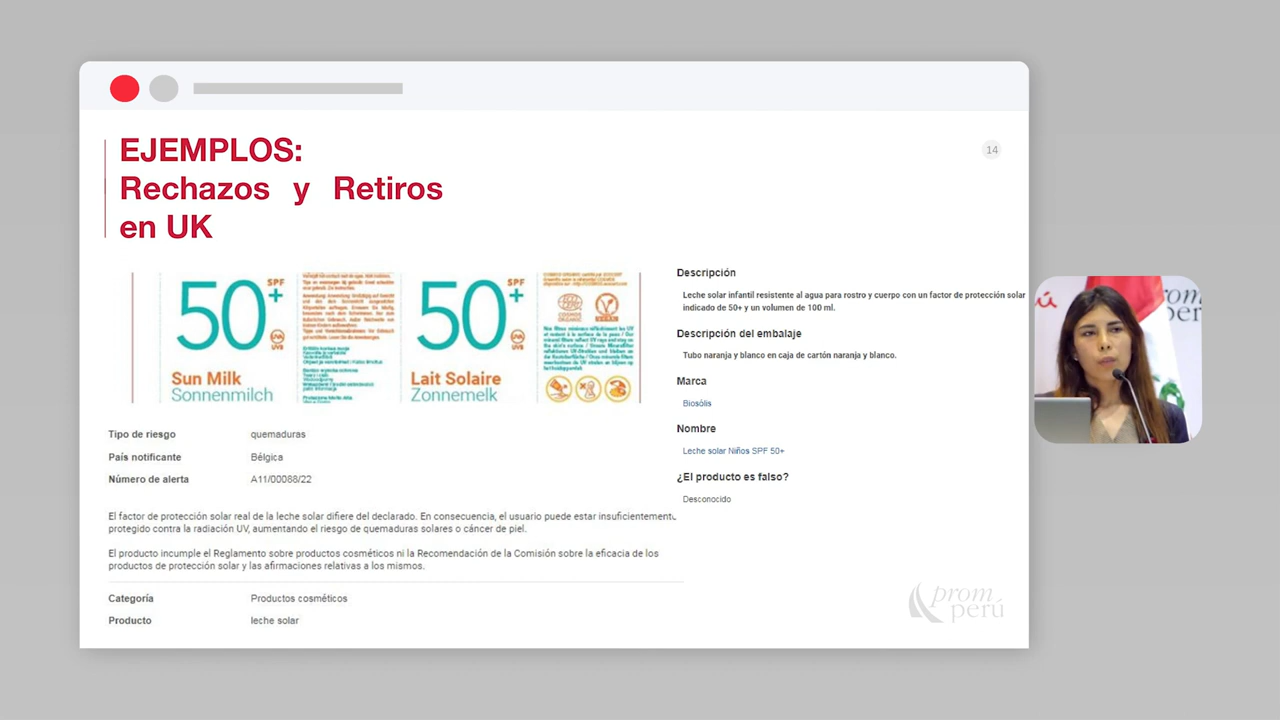 EJEMPLOS:
Rechazos y Retiros
en UK
14
50+
SPF
UVB
Sun Milk
Sonnenmilch
50+
SPF
UVB
Lait Solaire
Zonnemelk
COSMOS
ORGANIC
VEGAN
Descripción
Leche solar infantil resistente al agua para rostro y cuerpo con un factor de protección solar
indicado de 50+ y un volumen de 100 ml.
Descripción del embalaje
Tubo naranja y blanco en caja de cartón naranja y blanco.
Marca
Biosólis
Nombre
Leche solar Niños SPF 50+
¿El producto es falso?
Desconocido
Tipo de riesgo quemaduras
País notificante Bélgica
Número de alerta A11/00088/22
El factor de protección solar real de la leche solar difiere del declarado. En consecuencia, el usuario puede estar insuficientemente
protegido contra la radiación UV, aumentando el riesgo de quemaduras solares o cáncer de piel.
El producto incumple el Reglamento sobre productos cosméticos ni la Recomendación de la Comisión sobre la eficacia de los
productos de protección solar y las afirmaciones relativas a los mismos.
Categoría Productos cosméticos
Producto leche solar
prom
perú